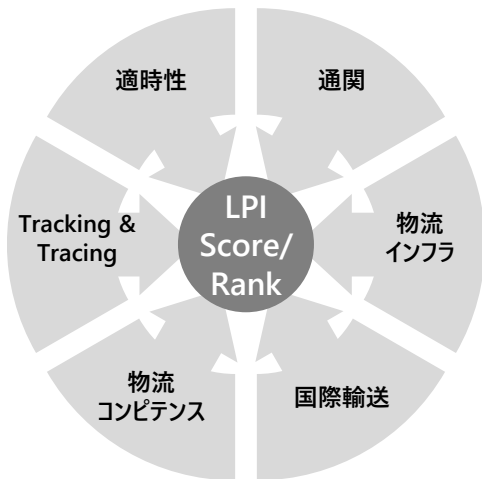 適時性
通関
Tracking &
Tracing
LPI
Score/
Rank
物流
インフラ
物流
コンピテンス
国際輸送